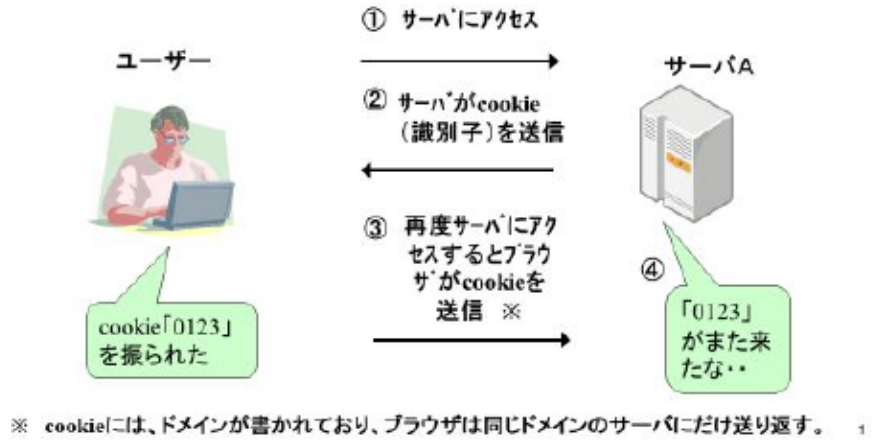 ① ｻｰﾊﾞにｱｸｾｽ
ユーザー
サーバA
② ｻｰﾊﾞがcookie
（識別子）を送信
③ 再度ｻｰﾊﾞにｱｸ
ｾｽするとﾌﾞﾗｳ
ｻﾞがcookieを
送信 ※
④
cookie「0123」
を振られた
「0123」
がまた来
たな・・
※ cookieには、ドメインが書かれており、ブラウザは同じドメインのサーバにだけ送り返す。
1